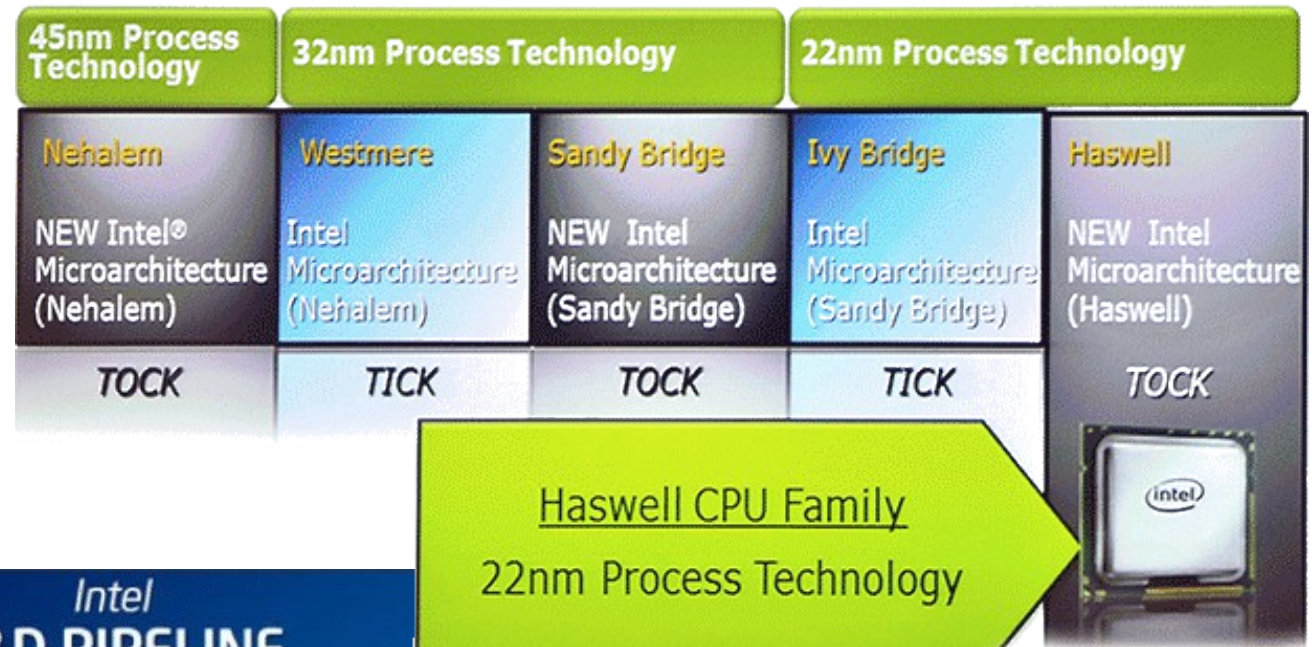 45nm Process
Technology
32nm Process Technology
22nm Process Technology
Nehalem
NEW Intel®
Microarchitecture
(Nehalem)
TOCK
Westmere
Intel
Microarchitecture
(Nehalem)
TICK
Sandy Bridge
NEW Intel
Microarchitecture
(Sandy Bridge)
TOCK
Ivy Bridge
Intel
Microarchitecture
(Sandy Bridge)
TICK
Haswell
NEW Intel
Microarchitecture
(Haswell)
TOCK
intel
Haswell CPU Family
22nm Process Technology
Intel
D PIPELINE